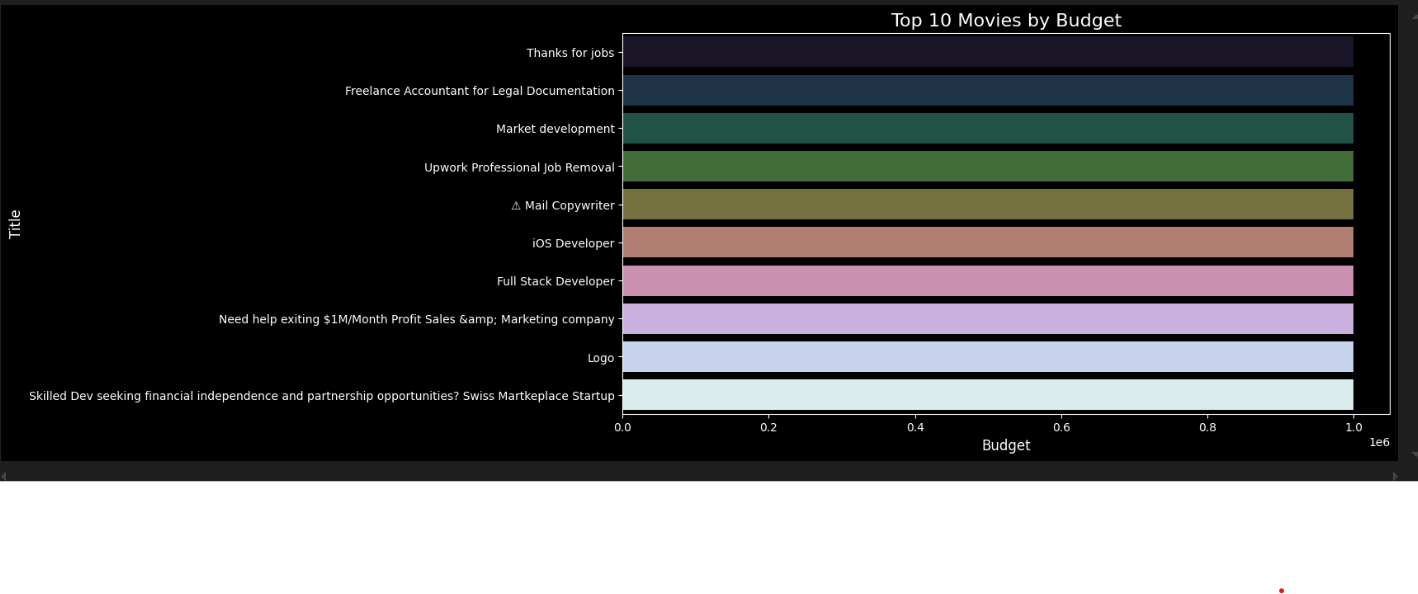 Top 10 Movies by Budget
Thanks for jobs
Freelance Accountant for Legal Documentation
Market development
Upwork Professional Job Removal
⚠ Mail Copywriter
iOS Developer
Full Stack Developer
Need help exiting $1M/Month Profit Sales &amp; Marketing company
Logo
Skilled Dev seeking financial independence and partnership opportunities? Swiss Martkeplace Startup
Title
0.0 0.2 0.4 0.6 0.8 1.0
1e6
Budget